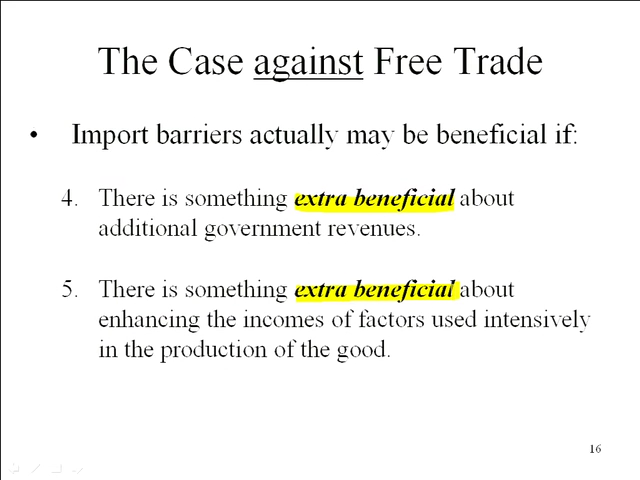 The Case against Free Trade
• Import barriers actually may be beneficial if:
4. There is something extra beneficial about
additional government revenues.
5. There is something extra beneficial about
enhancing the incomes of factors used intensively
in the production of the good.
16